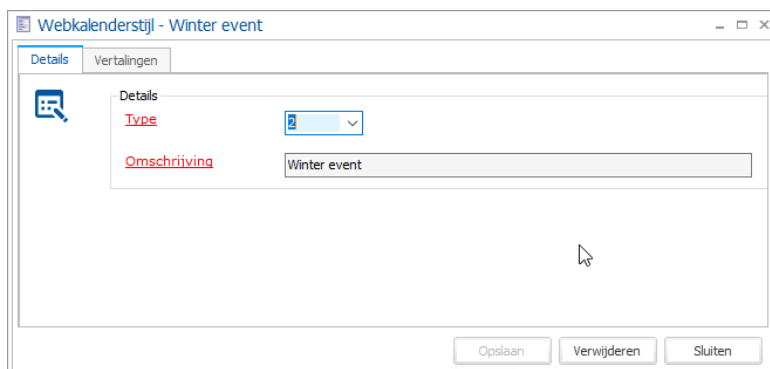 Webkalenderstijl - Winter event
Details
Vertalingen
Details
Type
2
Omschrijving
Winter event
Opslaan
Verwijderen
Sluiten